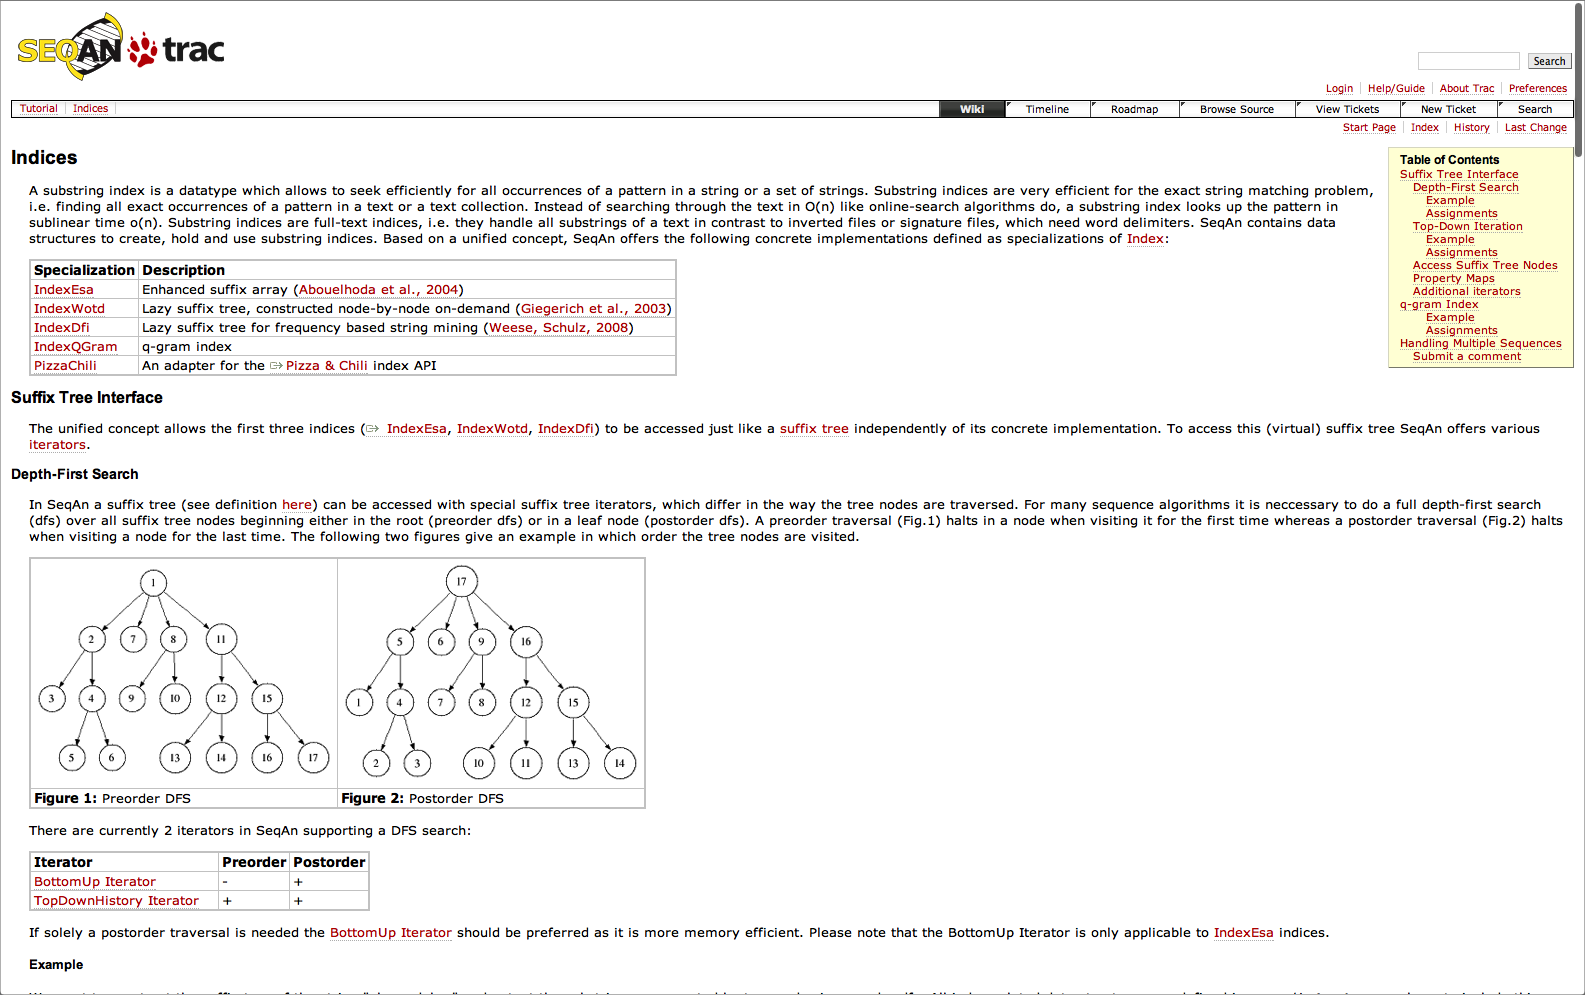 SEQAN trac
Search
Login Help/Guide About Trac Preferences
Tutorial Indices
Wiki Timeline Roadmap Browse Source View Tickets New Ticket Search
Start Page Index History Last Change
Indices
A substring index is a datatype which allows to seek efficiently for all occurrences of a pattern in a string or a set of strings. Substring indices are very efficient for the exact string matching problem,
i.e. finding all exact occurrences of a pattern in a text or a text collection. Instead of searching through the text in O(n) like online-search algorithms do, a substring index looks up the pattern in
sublinear time o(n). Substring indices are full-text indices, i.e. they handle all substrings of a text in contrast to inverted files or signature files, which need word delimiters. SeqAn contains data
structures to create, hold and use substring indices. Based on a unified concept, SeqAn offers the following concrete implementations defined as specializations of Index:
Table of Contents
Suffix Tree Interface
Depth-First Search
Example
Assignments
Top-Down Iteration
Example
Assignments
Access Suffix Tree Nodes
Property Maps
Additional iterators
q-gram Index
Example
Assignments
Handling Multiple Sequences
Submit a comment
Specialization Description
IndexEsa Enhanced suffix array (Abouelhoda et al., 2004)
IndexWotd Lazy suffix tree, constructed node-by-node on-demand (Giegerich et al., 2003)
IndexDfi Lazy suffix tree for frequency based string mining (Weese, Schulz, 2008)
IndexQGram q-gram index
PizzaChili An adapter for the Pizza & Chili index API
Suffix Tree Interface
The unified concept allows the first three indices ( IndexEsa, IndexWotd, IndexDfi) to be accessed just like a suffix tree independently of its concrete implementation. To access this (virtual) suffix tree SeqAn offers various
iterators.
Depth-First Search
In SeqAn a suffix tree (see definition here) can be accessed with special suffix tree iterators, which differ in the way the tree nodes are traversed. For many sequence algorithms it is neccessary to do a full depth-first search
(dfs) over all suffix tree nodes beginning either in the root (preorder dfs) or in a leaf node (postorder dfs). A preorder traversal (Fig.1) halts in a node when visiting it for the first time whereas a postorder traversal (Fig.2) halts
when visiting a node for the last time. The following two figures give an example in which order the tree nodes are visited.
1
2 7 8 11
3 4 9 10 12 15
5 6 13 14 16 17
17
5 6 9 16
1 4 7 8 12 15
2 3 10 11 13 14
Figure 1: Preorder DFS
Figure 2: Postorder DFS
There are currently 2 iterators in SeqAn supporting a DFS search:
Iterator Preorder Postorder
BottomUp Iterator - +
TopDownHistory Iterator + +
If solely a postorder traversal is needed the BottomUp Iterator should be preferred as it is more memory efficient. Please note that the BottomUp Iterator is only applicable to IndexEsa indices.
Example